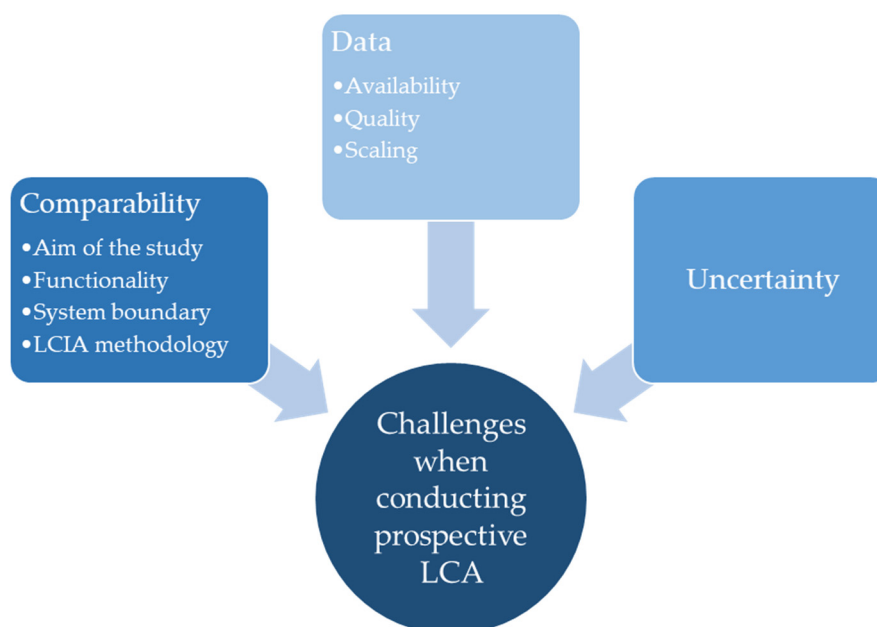 Data
•Availability
•Quality
•Scaling
Comparability
•Aim of the study
•Functionality
•System boundary
•LCIA methodology
Uncertainty
Challenges
when
conducting
prospective
LCA